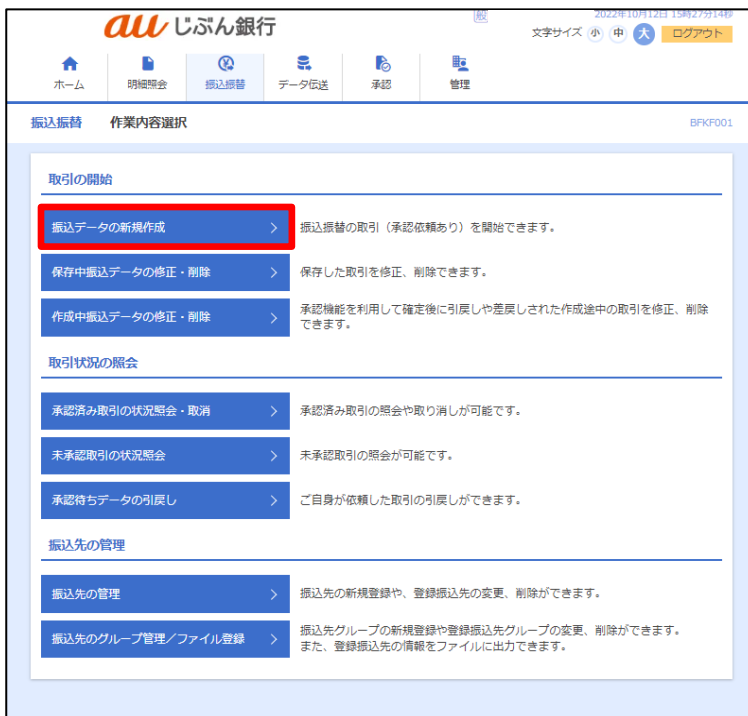 au じぶん銀行
般
2022年10月12日 15時27分14秒
文字サイズ 小 中 大 ログアウト
ホーム 明細照会 振込振替 データ伝送 承認 管理
振込振替 作業内容選択 BFKF001
取引の開始
振込データの新規作成 振込振替の取引（承認依頼あり）を開始できます。
保存中振込データの修正・削除 保存した取引を修正、削除できます。
作成中振込データの修正・削除 承認機能を利用して確定後に引戻しや差戻しされた作成途中の取引を修正、削除
できます。
取引状況の照会
承認済み取引の状況照会・取消 承認済み取引の照会や取り消しが可能です。
未承認取引の状況照会 未承認取引の照会が可能です。
承認待ちデータの引戻し ご自身が依頼した取引の引戻しができます。
振込先の管理
振込先の管理 振込先の新規登録や、登録振込先の変更、削除ができます。
振込先のグループ管理／ファイル登録 振込先グループの新規登録や登録振込先グループの変更、削除ができます。
また、登録振込先の情報をファイルに出力できます。